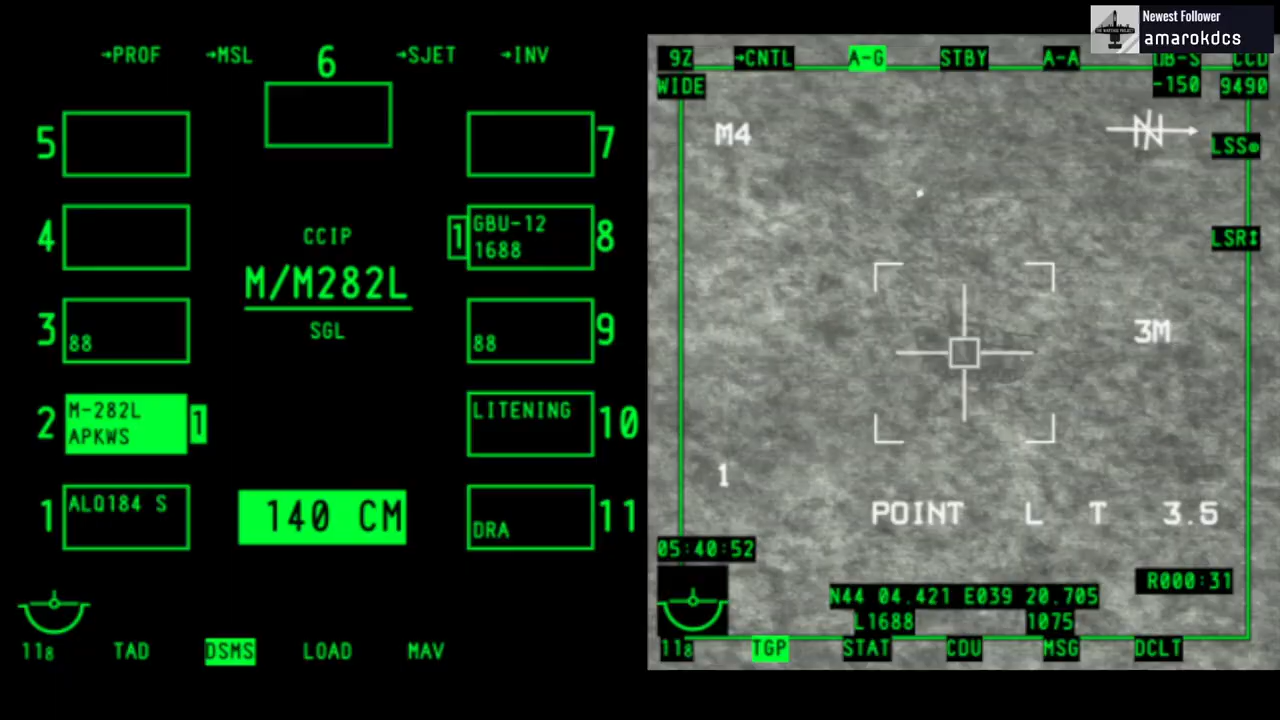 Newest Follower
amarokdcs
→PROF
→MSL
6
→SJET
→INV
5
7
4
CCIP
1
GBU-12
1688
8
M/M282L
SGL
3
88
88
9
2
M-282L
APKWS
1
LITENING
10
1
ALQ184 S
140 CM
DRA
11
118
TAD
DSMS
LOAD
MAV
9Z
→CNTL
A-G
STBY
A-A
CCD
WIDE
-150
9490
M4
N
LSS
LSR
3M
1
POINT L T 3.5
05:40:52
R000:31
N44 04.421 E039 20.705
L1688
1075
118
TGP
STAT
CDU
MSG
DCLT